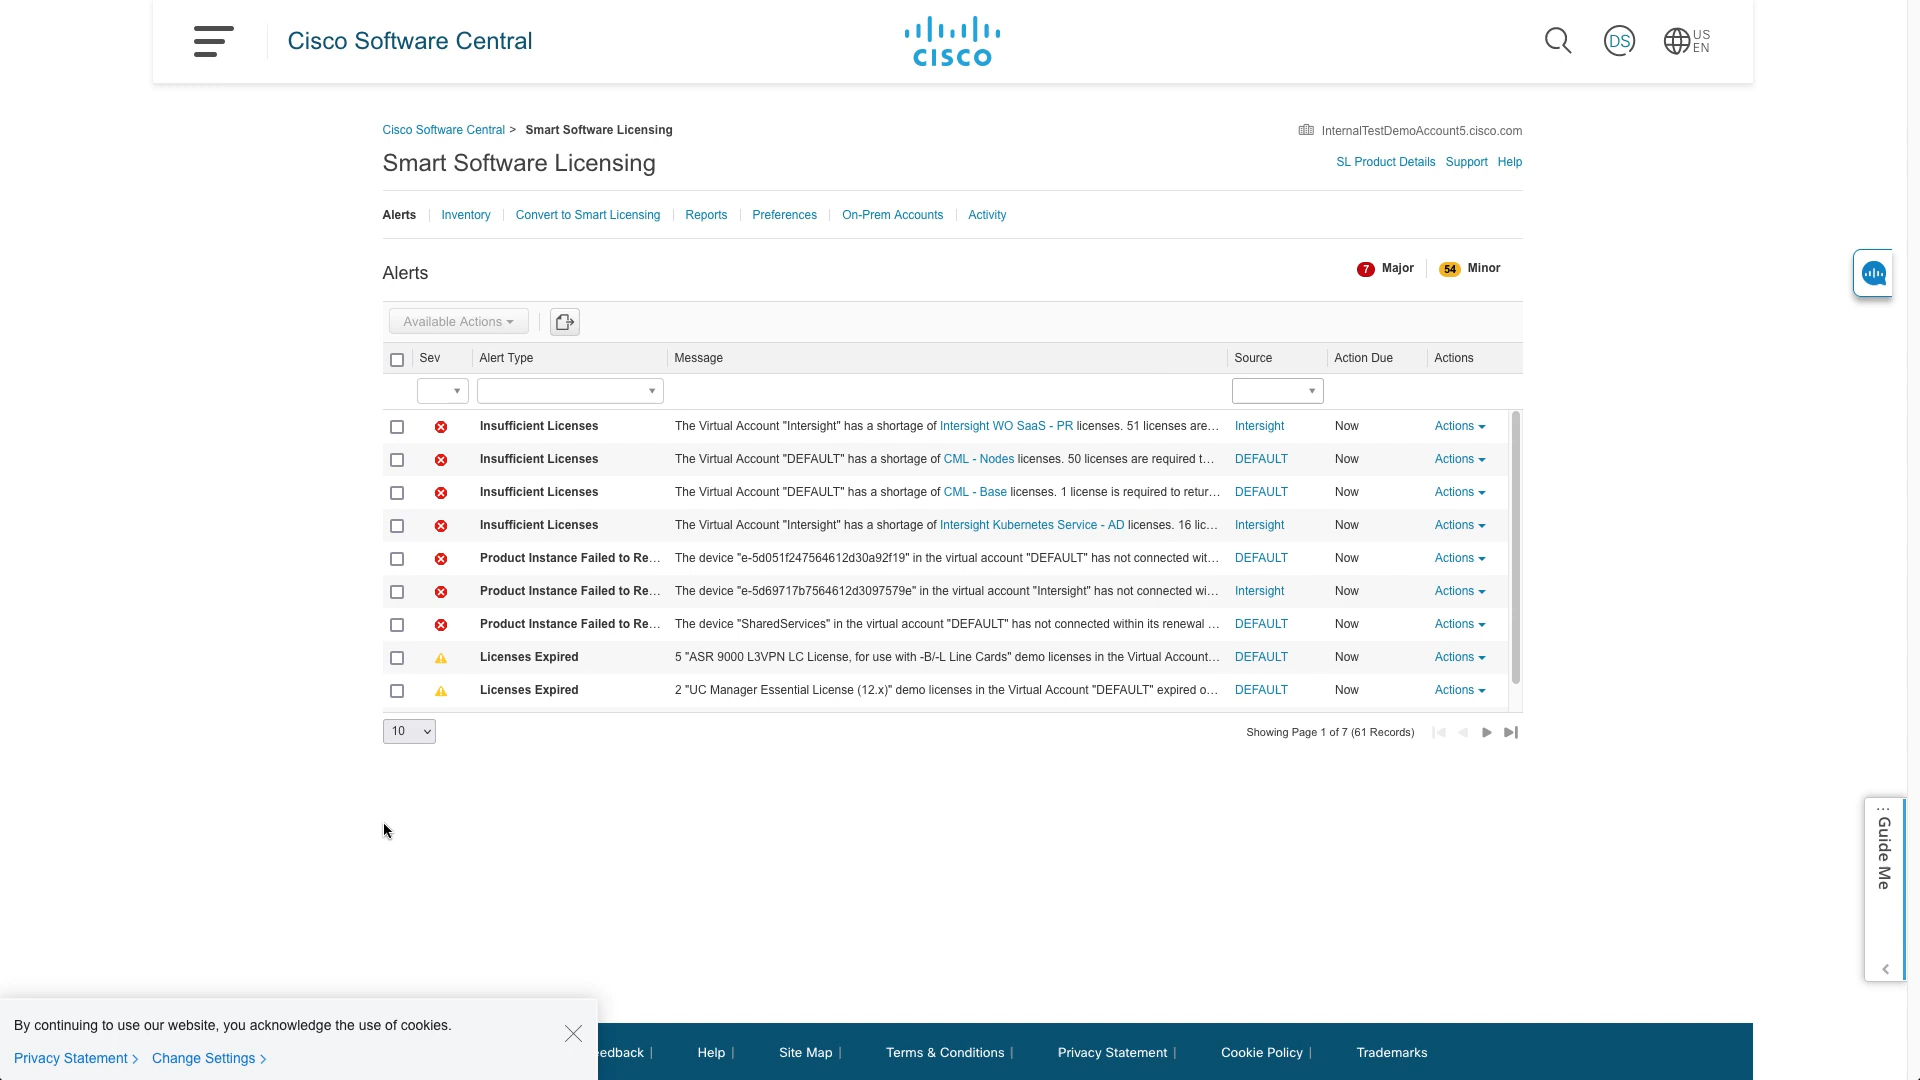 Cisco Software Central
CISCO
DS
US
EN
Cisco Software Central > Smart Software Licensing
InternalTestDemoAccount5.cisco.com
Smart Software Licensing
SL Product Details Support Help
Alerts Inventory Convert to Smart Licensing Reports Preferences On-Prem Accounts Activity
Alerts
7 Major 54 Minor
Available Actions
Sev Alert Type Message Source Action Due Actions
Insufficient Licenses The Virtual Account "Intersight" has a shortage of Intersight WO SaaS - PR licenses. 51 licenses are... Intersight Now Actions
Insufficient Licenses The Virtual Account "DEFAULT" has a shortage of CML - Nodes licenses. 50 licenses are required t... DEFAULT Now Actions
Insufficient Licenses The Virtual Account "DEFAULT" has a shortage of CML - Base licenses. 1 license is required to retur... DEFAULT Now Actions
Insufficient Licenses The Virtual Account "Intersight" has a shortage of Intersight Kubernetes Service - AD licenses. 16 lic... Intersight Now Actions
Product Instance Failed to Re... The device "e-5d051f247564612d30a92f19" in the virtual account "DEFAULT" has not connected wit... DEFAULT Now Actions
Product Instance Failed to Re... The device "e-5d69717b7564612d3097579e" in the virtual account "Intersight" has not connected wi... Intersight Now Actions
Product Instance Failed to Re... The device "SharedServices" in the virtual account "DEFAULT" has not connected within its renewal ... DEFAULT Now Actions
Licenses Expired 5 "ASR 9000 L3VPN LC License, for use with -B/-L Line Cards" demo licenses in the Virtual Account... DEFAULT Now Actions
Licenses Expired 2 "UC Manager Essential License (12.x)" demo licenses in the Virtual Account "DEFAULT" expired o... DEFAULT Now Actions
10
Showing Page 1 of 7 (61 Records)
Guide Me
By continuing to use our website, you acknowledge the use of cookies.
Privacy Statement > Change Settings >
edback | Help | Site Map | Terms & Conditions | Privacy Statement | Cookie Policy | Trademarks